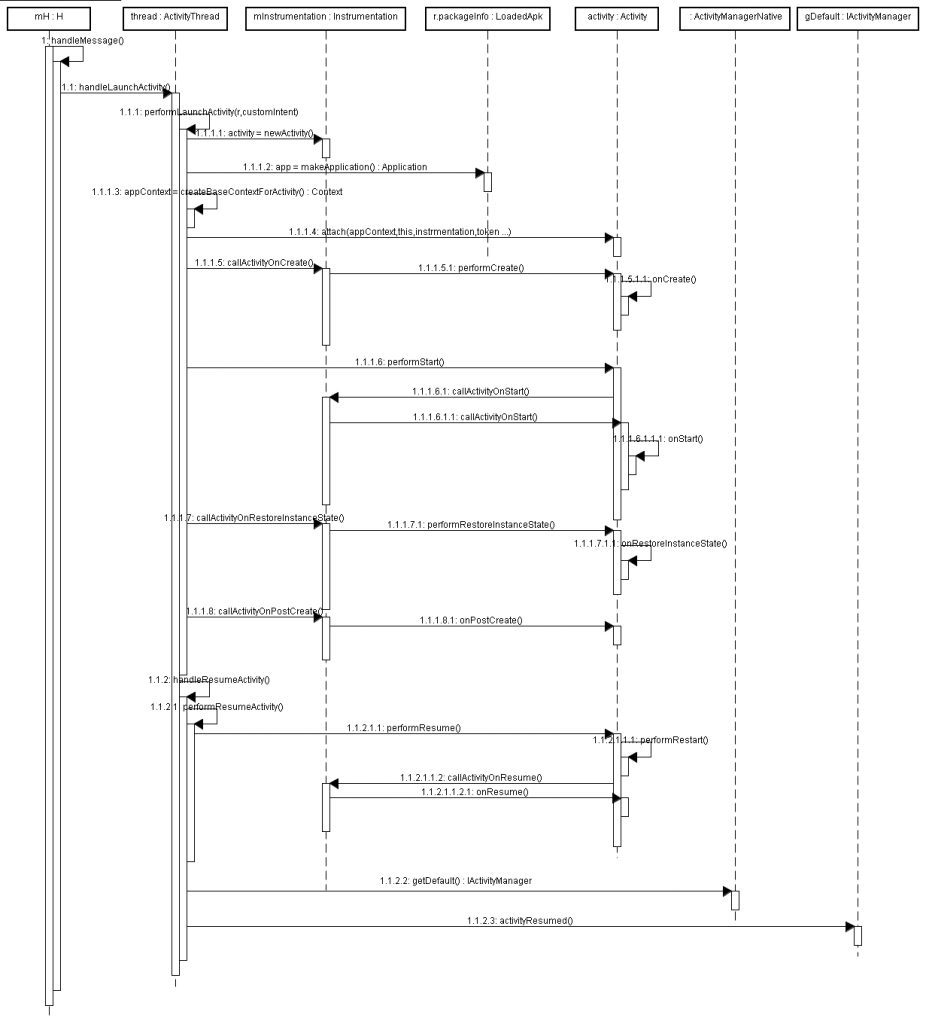 mH : H
thread : ActivityThread
mInstrumentation : Instrumentation
r.packageInfo : LoadedApk
activity : Activity
: ActivityManagerNative
gDefault : IActivityManager
1: handleMessage()
1.1: handleLaunchActivity()
1.1.1: performLaunchActivity(r,customIntent)
1.1.1.1: activity = newActivity()
1.1.1.2: app = makeApplication() : Application
1.1.1.3: appContext = createBaseContextForActivity() : Context
1.1.1.4: attach(appContext,this,instrmentation,token ...)
1.1.1.5: callActivityOnCreate()
1.1.1.5.1: performCreate()
1.1.1.5.1.1: onCreate()
1.1.1.6: performStart()
1.1.1.6.1: callActivityOnStart()
1.1.1.6.1.1: callActivityOnStart()
1.1.1.6.1.1.1: onStart()
1.1.1.7: callActivityOnRestoreInstanceState()
1.1.1.7.1: performRestoreInstanceState()
1.1.1.7.1.1: onRestoreInstanceState()
1.1.1.8: callActivityOnPostCreate()
1.1.1.8.1: onPostCreate()
1.1.2: handleResumeActivity()
1.1.2.1: performResumeActivity()
1.1.2.1.1: performResume()
1.1.2.1.1.1: performRestart()
1.1.2.1.1.2: callActivityOnResume()
1.1.2.1.1.2.1: onResume()
1.1.2.2: getDefault() : IActivityManager
1.1.2.3: activityResumed()